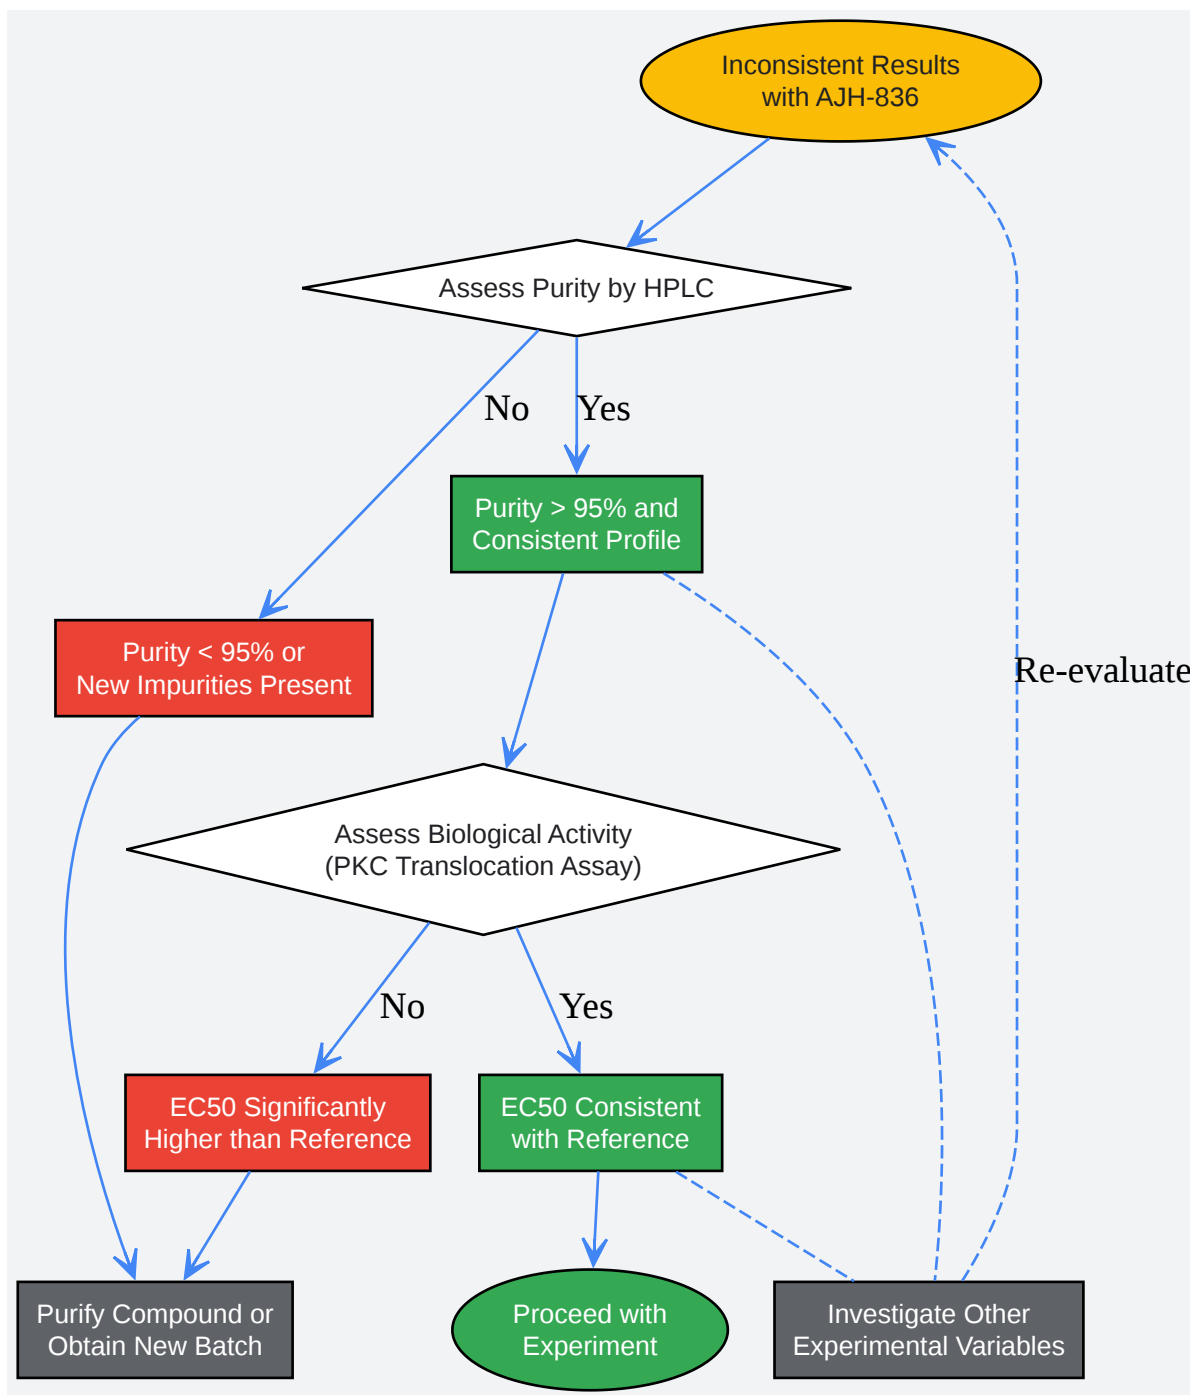 Inconsistent Results
with AJH-836
Assess Purity by HPLC
No
Yes
Purity > 95% and
Consistent Profile
Purity < 95% or
New Impurities Present
Re-evaluate
Assess Biological Activity
(PKC Translocation Assay)
No
Yes
EC50 Significantly
Higher than Reference
EC50 Consistent
with Reference
Purify Compound or
Obtain New Batch
Proceed with
Experiment
Investigate Other
Experimental Variables